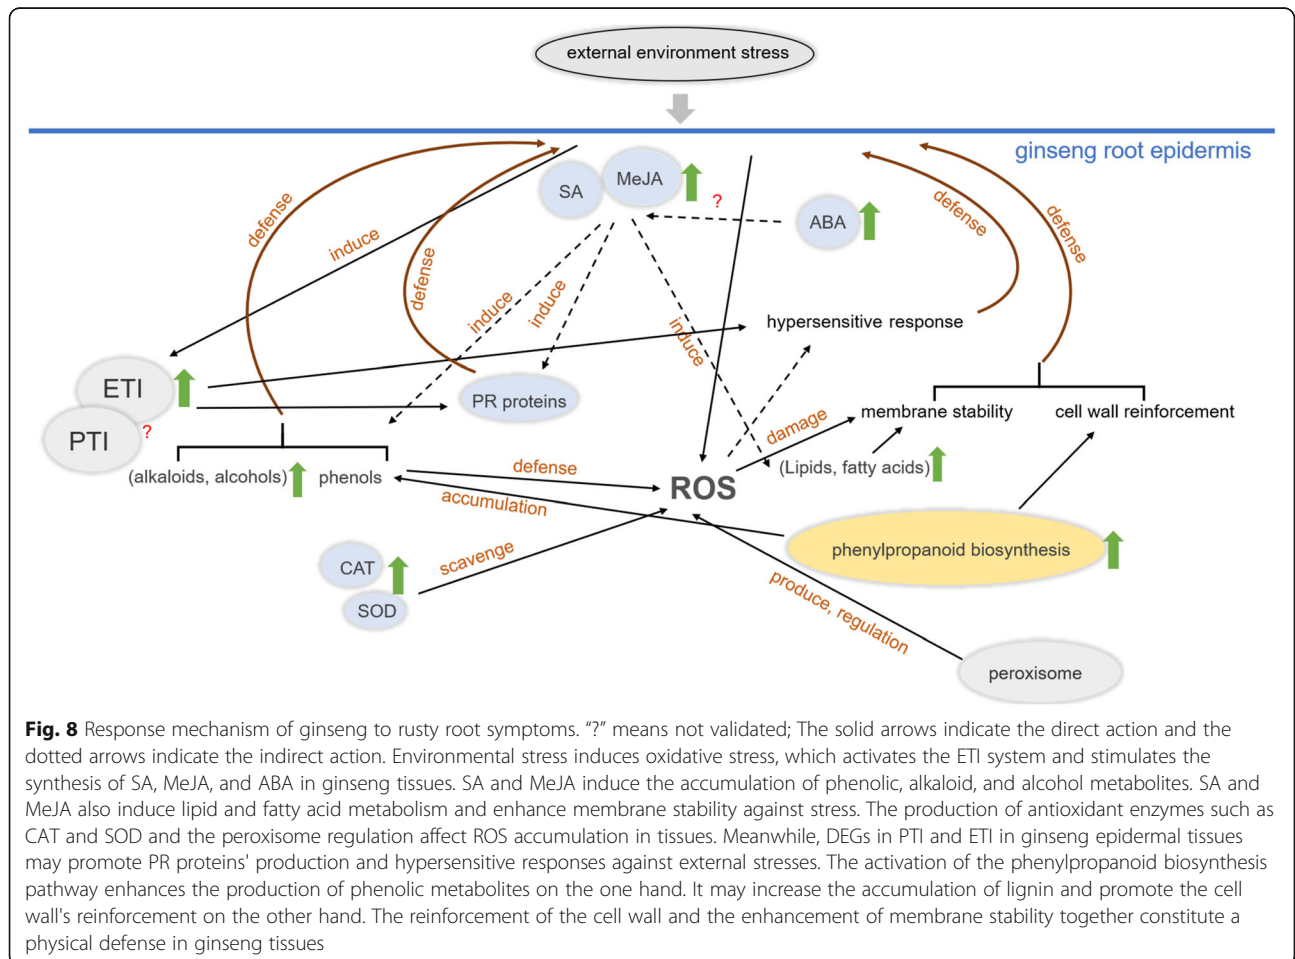 external environment stress
ginseng root epidermis
SA
MeJA
?
ABA
defense
induce
defense
defense
defense
induce
induce
induce
hypersensitive response
ETI
PTI
?
PR proteins
membrane stability
cell wall reinforcement
damage
(alkaloids, alcohols)
phenols
defense
ROS
(Lipids, fatty acids)
accumulation
phenylpropanoid biosynthesis
CAT
SOD
scavenge
produce, regulation
peroxisome
Fig. 8 Response mechanism of ginseng to rusty root symptoms. “?” means not validated; The solid arrows indicate the direct action and the
dotted arrows indicate the indirect action. Environmental stress induces oxidative stress, which activates the ETI system and stimulates the
synthesis of SA, MeJA, and ABA in ginseng tissues. SA and MeJA induce the accumulation of phenolic, alkaloid, and alcohol metabolites. SA and
MeJA also induce lipid and fatty acid metabolism and enhance membrane stability against stress. The production of antioxidant enzymes such as
CAT and SOD and the peroxisome regulation affect ROS accumulation in tissues. Meanwhile, DEGs in PTI and ETI in ginseng epidermal tissues
may promote PR proteins' production and hypersensitive responses against external stresses. The activation of the phenylpropanoid biosynthesis
pathway enhances the production of phenolic metabolites on the one hand. It may increase the accumulation of lignin and promote the cell
wall's reinforcement on the other hand. The reinforcement of the cell wall and the enhancement of membrane stability together constitute a
physical defense in ginseng tissues